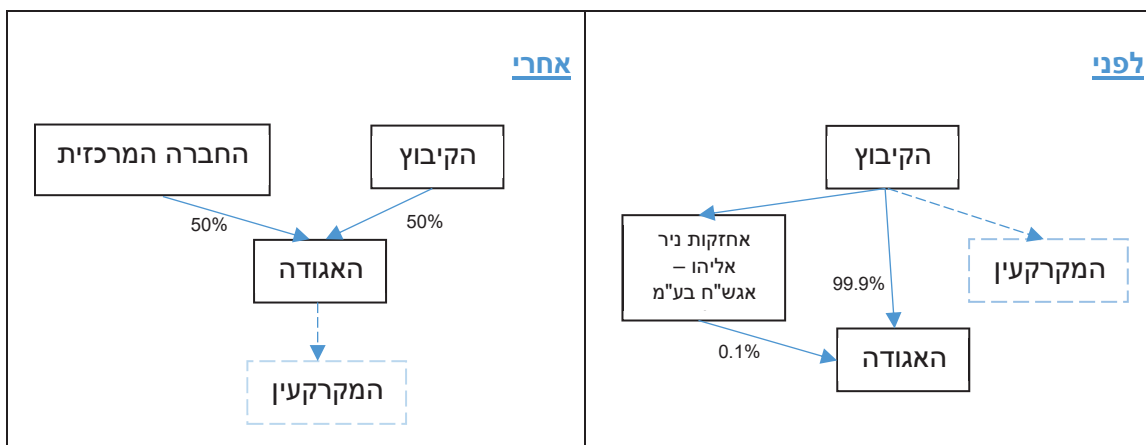 לפני
הקיבוץ
אחזקות ניר
אליהו –
אגש"ח בע"מ
99.9%
המקרקעין
0.1%
האגודה
אחרי
הקיבוץ
החברה המרכזית
50%
50%
האגודה
המקרקעין